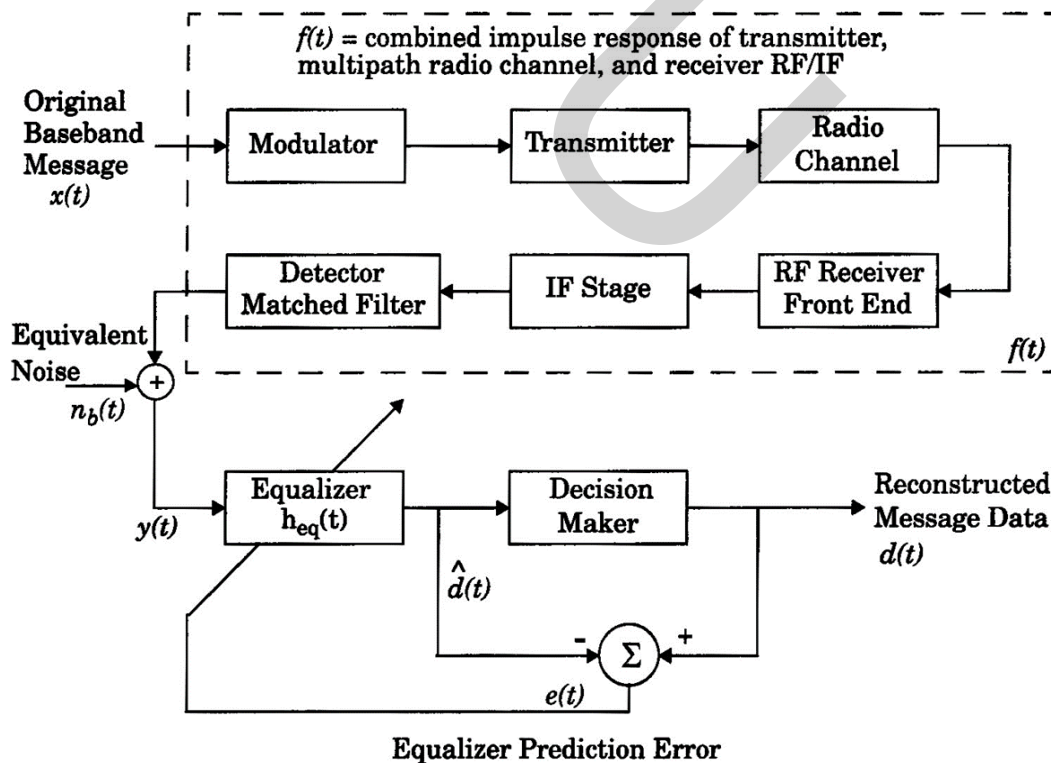 f(t) = combined impulse response of transmitter,
multipath radio channel, and receiver RF/IF
Original
Baseband
Message
x(t)
Modulator
Transmitter
Radio
Channel
Detector
Matched Filter
IF Stage
RF Receiver
Front End
f(t)
Equivalent
Noise
n_b(t)
+
y(t)
Equalizer
h_eq(t)
Decision
Maker
Reconstructed
Message Data
d(t)
^d(t)
- Σ +
e(t)
Equalizer Prediction Error